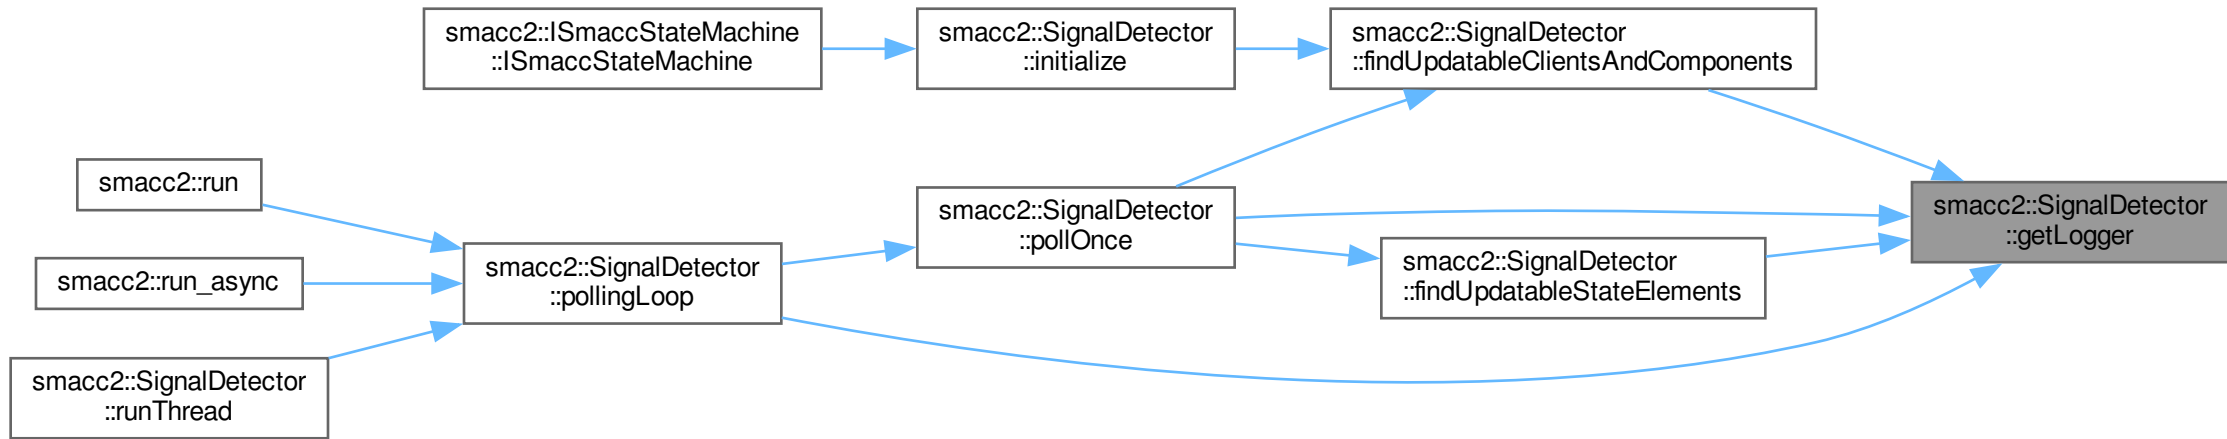 smacc2::ISmaccStateMachine
::ISmaccStateMachine
smacc2::SignalDetector
::initialize
smacc2::SignalDetector
::findUpdatableClientsAndComponents
smacc2::run
smacc2::run_async
smacc2::SignalDetector
::runThread
smacc2::SignalDetector
::pollingLoop
smacc2::SignalDetector
::pollOnce
smacc2::SignalDetector
::findUpdatableStateElements
smacc2::SignalDetector
::getLogger